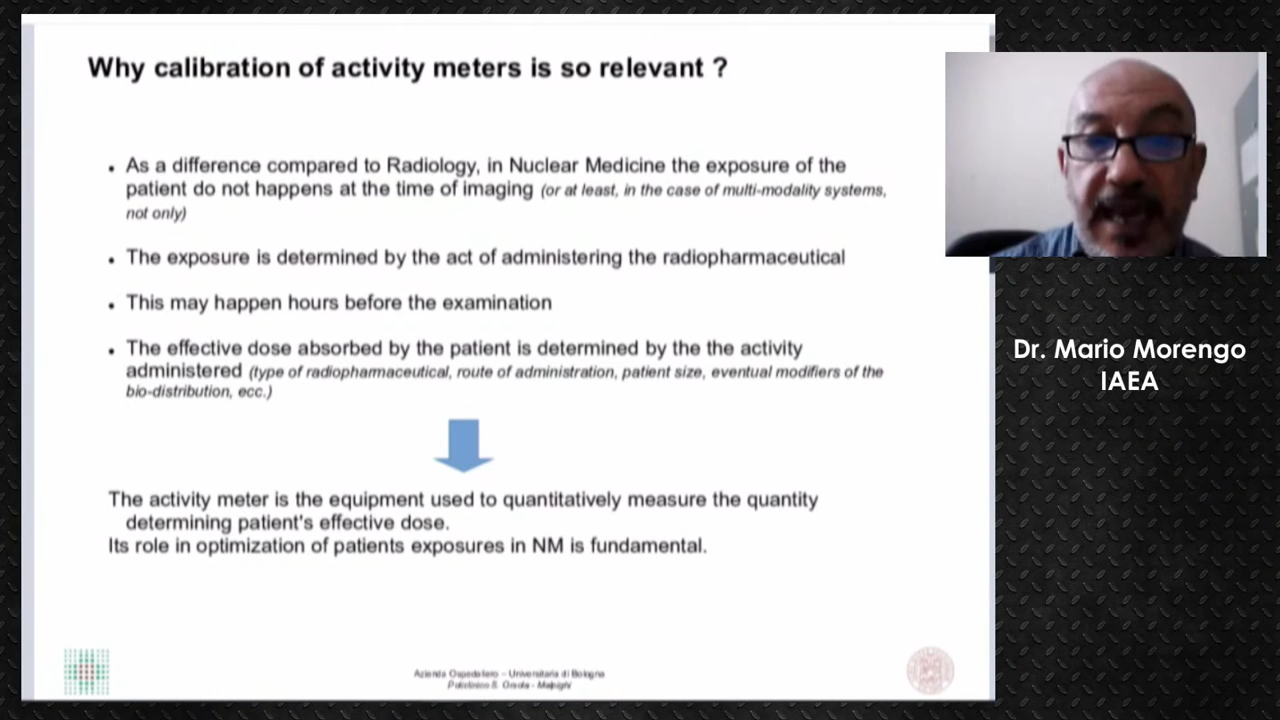 Why calibration of activity meters is so relevant ?
• As a difference compared to Radiology, in Nuclear Medicine the exposure of the
patient do not happens at the time of imaging (or at least, in the case of multi-modality systems,
not only)
• The exposure is determined by the act of administering the radiopharmaceutical
• This may happen hours before the examination
• The effective dose absorbed by the patient is determined by the the activity
administered (type of radiopharmaceutical, route of administration, patient size, eventual modifiers of the
bio-distribution, ecc.)
The activity meter is the equipment used to quantitatively measure the quantity
determining patient's effective dose.
Its role in optimization of patients exposures in NM is fundamental.
Azienda Ospedaliero – Universitaria di Bologna
Policlinico S. Orsola - Malpighi
Dr. Mario Morengo
IAEA